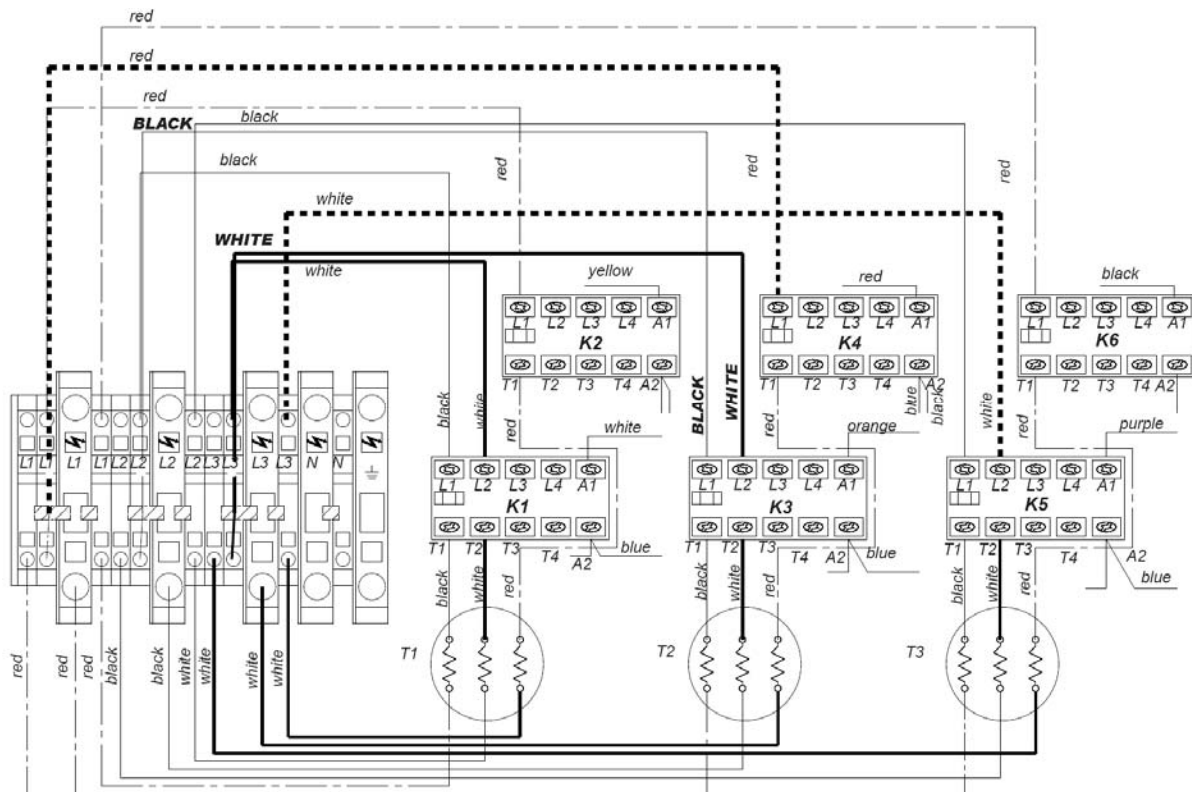 red
red
red
BLACK black
black
red red red
white
WHITE
white
yellow red black
L1 L2 L3 L4 A1 L1 L2 L3 L4 A1 L1 L2 L3 L4 A1
K2 K4 K6
T1 T2 T3 T4 A2 T1 T2 T3 T4 A2 T1 T2 T3 T4 A2
blue black
black white red BLACK WHITE red white red
white orange purple
L1 L1 L1 L1 L2 L2 L2 L3 L3 L3 L3 N N
L1 L2 L3 L4 A1 L1 L2 L3 L4 A1 L1 L2 L3 L4 A1
K1 K3 K5
T1 T2 T3 T4 A2 T1 T2 T3 T4 A2 T1 T2 T3 T4 A2
blue blue blue
black white red black white red black white red
T1 T2 T3
red red red black black white white white white